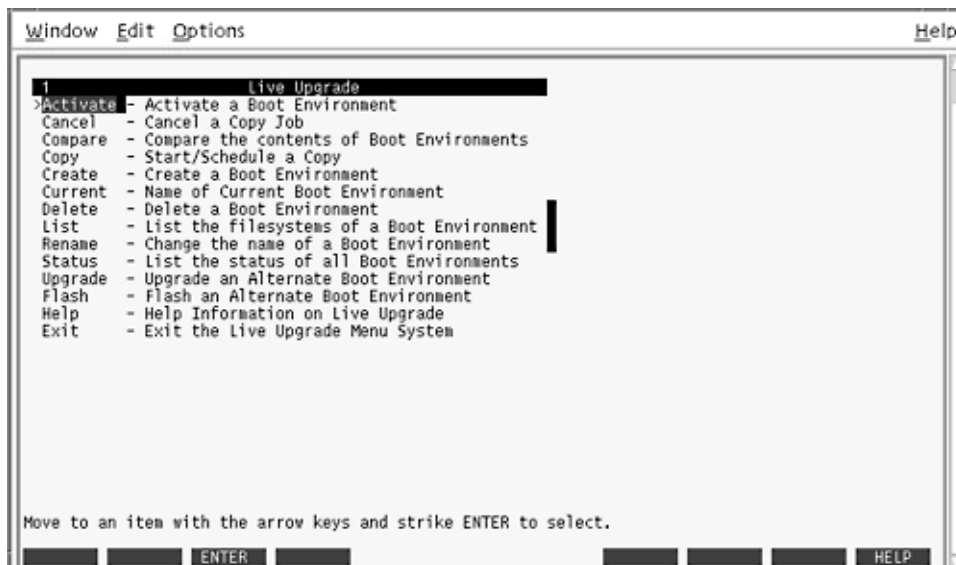 Window Edit Options Help
1 Live Upgrade
>Activate - Activate a Boot Environment
Cancel - Cancel a Copy Job
Compare - Compare the contents of Boot Environments
Copy - Start/Schedule a Copy
Create - Create a Boot Environment
Current - Name of Current Boot Environment
Delete - Delete a Boot Environment
List - List the filesystems of a Boot Environment
Rename - Change the name of a Boot Environment
Status - List the status of all Boot Environments
Upgrade - Upgrade an Alternate Boot Environment
Flash - Flash an Alternate Boot Environment
Help - Help Information on Live Upgrade
Exit - Exit the Live Upgrade Menu System
Move to an item with the arrow keys and strike ENTER to select.
ENTER HELP